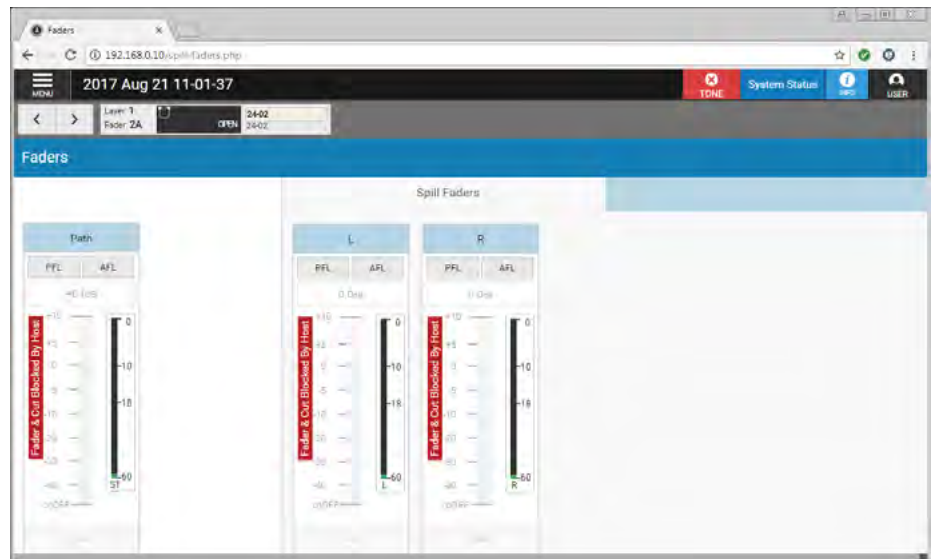 Faders
192.168.0.10/spill-faders.php
MENU
2017 Aug 21 11-01-37
TONE
System Status
INFO
USER
Layer 1
Fader 2A
OPEN
24-02
24-02
Faders
Spill Faders
Path
PFL AFL
+10
0
-10
-18
-60
ST
Fader & Cut Blocked By Host
L
PFL AFL
0.0dB
+10
0
-10
-18
-60
L
Fader & Cut Blocked By Host
R
PFL AFL
0.0dB
+10
0
-10
-18
-60
R
Fader & Cut Blocked By Host